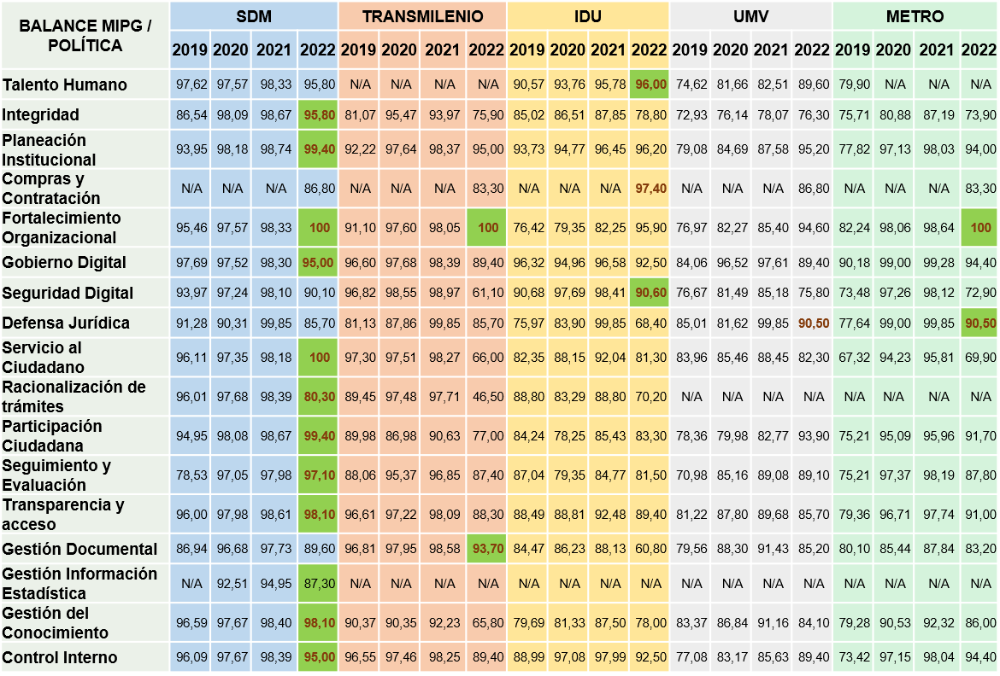 BALANCE MIPG / POLÍTICA SDM TRANSMILENIO IDU UMV METRO
2019 2020 2021 2022 2019 2020 2021 2022 2019 2020 2021 2022 2019 2020 2021 2022 2019 2020 2021 2022
Talento Humano 97,62 97,57 98,33 95,80 N/A N/A N/A N/A 90,57 93,76 95,78 96,00 74,62 81,66 82,51 89,60 79,90 N/A N/A N/A
Integridad 86,54 98,09 98,67 95,80 81,07 95,47 93,97 75,90 85,02 86,51 87,85 78,80 72,93 76,14 78,07 76,30 75,71 80,88 87,19 73,90
Planeación
Institucional 93,95 98,18 98,74 99,40 92,22 97,64 98,37 95,00 93,73 94,77 96,45 96,20 79,08 84,69 87,58 95,20 77,82 97,13 98,03 94,00
Compras y
Contratación N/A N/A N/A 86,80 N/A N/A N/A 83,30 N/A N/A N/A 97,40 N/A N/A N/A 86,80 N/A N/A N/A 83,30
Fortalecimiento
Organizacional 95,46 97,57 98,33 100 91,10 97,60 98,05 100 76,42 79,35 82,25 95,90 76,97 82,27 85,40 94,60 82,24 98,06 98,64 100
Gobierno Digital 97,69 97,52 98,30 95,00 96,60 97,68 98,39 89,40 96,32 94,96 96,58 92,50 84,06 96,52 97,61 89,40 90,18 99,00 99,28 94,40
Seguridad Digital 93,97 97,24 98,10 90,10 96,82 98,55 98,97 61,10 90,68 97,69 98,41 90,60 76,67 81,49 85,18 75,80 73,48 97,26 98,12 72,90
Defensa Jurídica 91,28 90,31 99,85 85,70 81,13 87,86 99,85 85,70 75,97 83,90 99,85 68,40 85,01 81,62 99,85 90,50 77,64 99,00 99,85 90,50
Servicio al
Ciudadano 96,11 97,35 98,18 100 97,30 97,51 98,27 66,00 82,35 88,15 92,04 81,30 83,96 85,46 88,45 82,30 67,32 94,23 95,81 69,90
Racionalización de
trámites 96,01 97,68 98,39 80,30 89,45 97,48 97,71 46,50 88,80 83,29 88,80 70,20 N/A N/A N/A N/A N/A N/A N/A N/A
Participación
Ciudadana 94,95 98,08 98,67 99,40 89,98 86,98 90,63 77,00 84,24 78,25 85,43 83,30 78,36 79,98 82,77 93,90 75,21 95,09 95,96 91,70
Seguimiento y
Evaluación 78,53 97,05 97,98 97,10 88,06 95,37 96,85 87,40 87,04 79,35 84,77 81,50 70,98 85,16 89,08 89,10 75,21 97,37 98,19 87,80
Transparencia y
acceso 96,00 97,98 98,61 98,10 96,61 97,22 98,09 88,30 88,49 88,81 92,48 89,40 81,22 87,80 89,68 85,70 79,36 96,71 97,74 91,00
Gestión Documental 86,94 96,68 97,73 89,60 96,81 97,95 98,58 93,70 84,47 86,23 88,13 60,80 79,56 88,30 91,43 85,20 80,10 85,44 87,84 83,20
Gestión Información
Estadística N/A 92,51 94,95 87,30 N/A N/A N/A N/A N/A N/A N/A N/A N/A N/A N/A N/A N/A N/A N/A N/A
Gestión del
Conocimiento 96,59 97,67 98,40 98,10 90,37 90,35 92,23 65,80 79,69 81,33 87,50 78,00 83,37 86,84 91,16 84,10 79,28 90,53 92,32 86,00
Control Interno 96,09 97,67 98,39 95,00 96,55 97,46 98,25 89,40 88,99 97,08 97,99 92,50 77,08 83,17 85,63 89,40 73,42 97,15 98,04 94,40